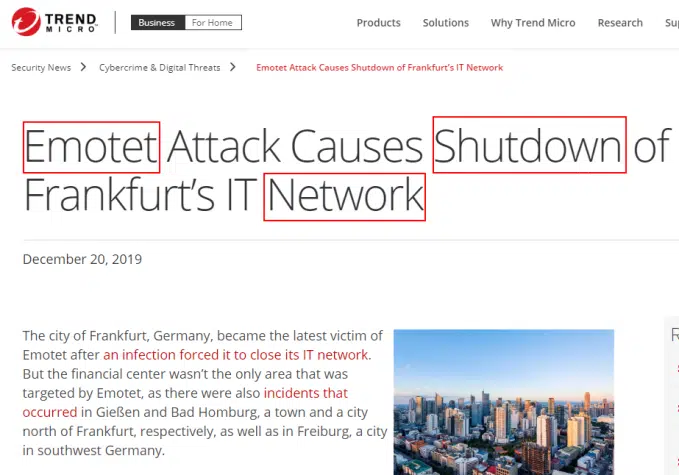 TREND
MICRO™
Business For Home
Products Solutions Why Trend Micro Research Su
Security News Cybercrime & Digital Threats Emotet Attack Causes Shutdown of Frankfurt's IT Network
Emotet Attack Causes Shutdown of
Frankfurt's IT Network
December 20, 2019
The city of Frankfurt, Germany, became the latest victim of
Emotet after an infection forced it to close its IT network.
But the financial center wasn't the only area that was
targeted by Emotet, as there were also incidents that
occurred in Gießen and Bad Homburg, a town and a city
north of Frankfurt, respectively, as well as in Freiburg, a city
in southwest Germany.
R